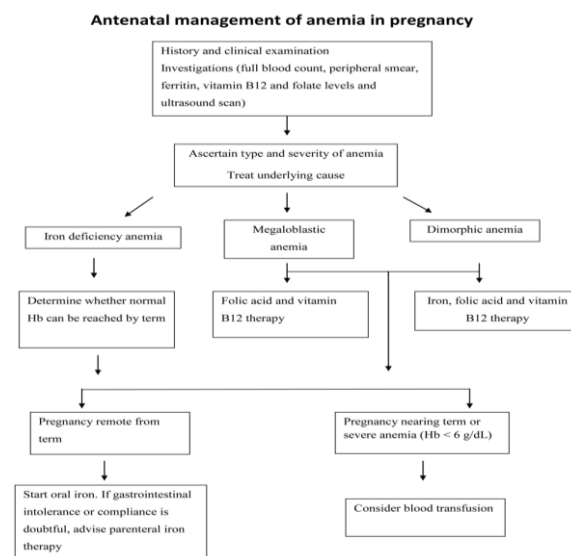 Antenatal management of anemia in pregnancy
History and clinical examination
Investigations (full blood count, peripheral smear,
ferritin, vitamin B12 and folate levels and
ultrasound scan)
Ascertain type and severity of anemia
Treat underlying cause
Iron deficiency anemia
Megaloblastic
anemia
Dimorphic anemia
Determine whether normal
Hb can be reached by term
Folic acid and vitamin
B12 therapy
Iron, folic acid and vitamin
B12 therapy
Pregnancy remote from
term
Pregnancy nearing term or
severe anemia (Hb < 6 g/dL)
Start oral iron. If gastrointestinal
intolerance or compliance is
doubtful, advise parenteral iron
therapy
Consider blood transfusion